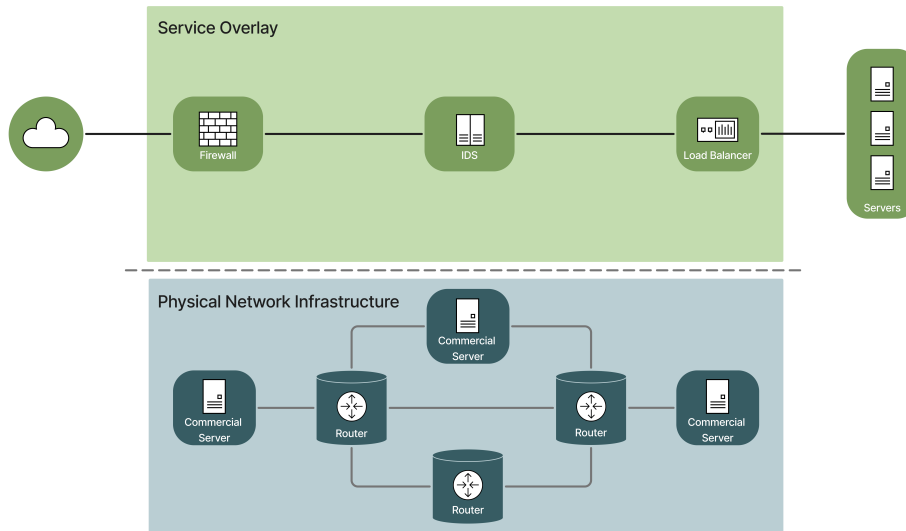 Service Overlay
Firewall
IDS
Load Balancer
Servers
Physical Network Infrastructure
Commercial
Server
Commercial
Server
Router
Router
Commercial
Server
Router